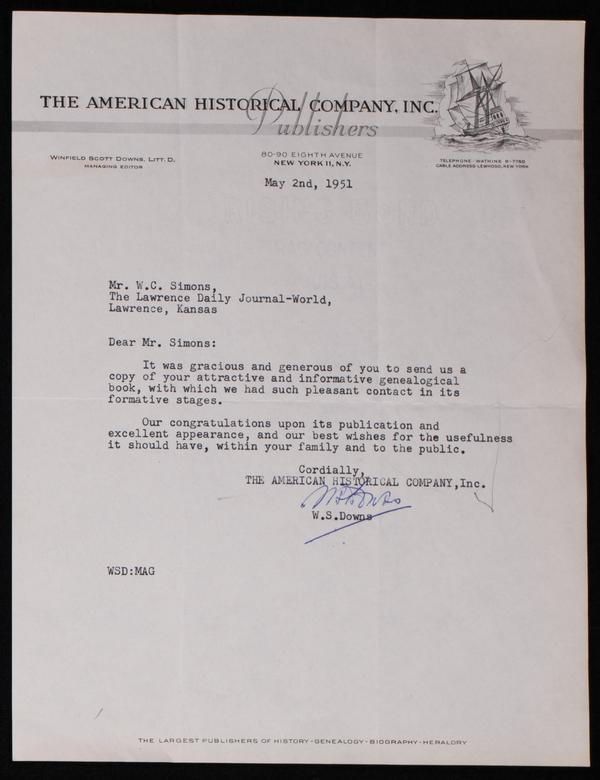 THE AMERICAN HISTORICAL COMPANY, INC.
Publishers
WINFIELD SCOTT DOWNS, LITT. D.
MANAGING EDITOR
80-90 EIGHTH AVENUE
NEW YORK 11, N.Y.
TELEPHONE - WATKINS 9-7760
CABLE ADDRESS-LEWHOSO, NEW YORK
May 2nd, 1951
Mr. W.C. Simons,
The Lawrence Daily Journal-World,
Lawrence, Kansas
Dear Mr. Simons:
It was gracious and generous of you to send us a
copy of your attractive and informative genealogical
book, with which we had such pleasant contact in its
formative stages.
Our congratulations upon its publication and
excellent appearance, and our best wishes for the usefulness
it should have, within your family and to the public.
Cordially,
THE AMERICAN HISTORICAL COMPANY,Inc.
W.S.Downs
W.S.Downs
WSD:MAG
THE LARGEST PUBLISHERS OF HISTORY-GENEALOGY-BIOGRAPHY-HERALDRY